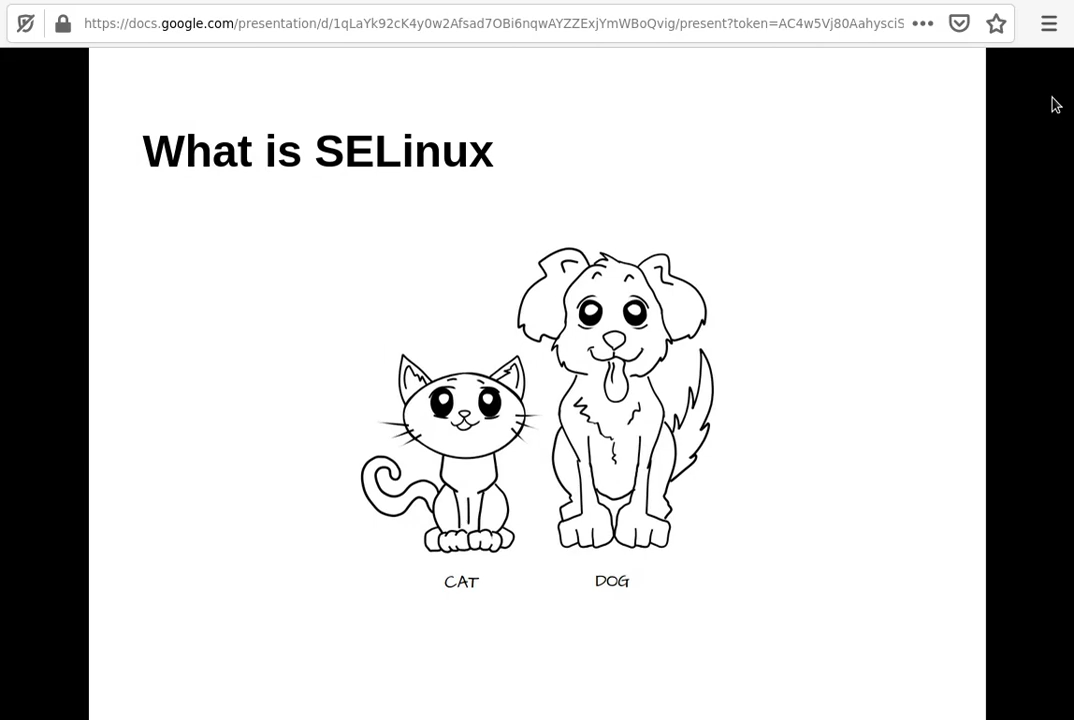 https://docs.google.com/presentation/d/1qLaYk92cK4y0w2Afsad7OBi6nqwAYZZExjYmWBoQvig/present?token=AC4w5Vj80AahysciS
What is SELinux
CAT
DOG